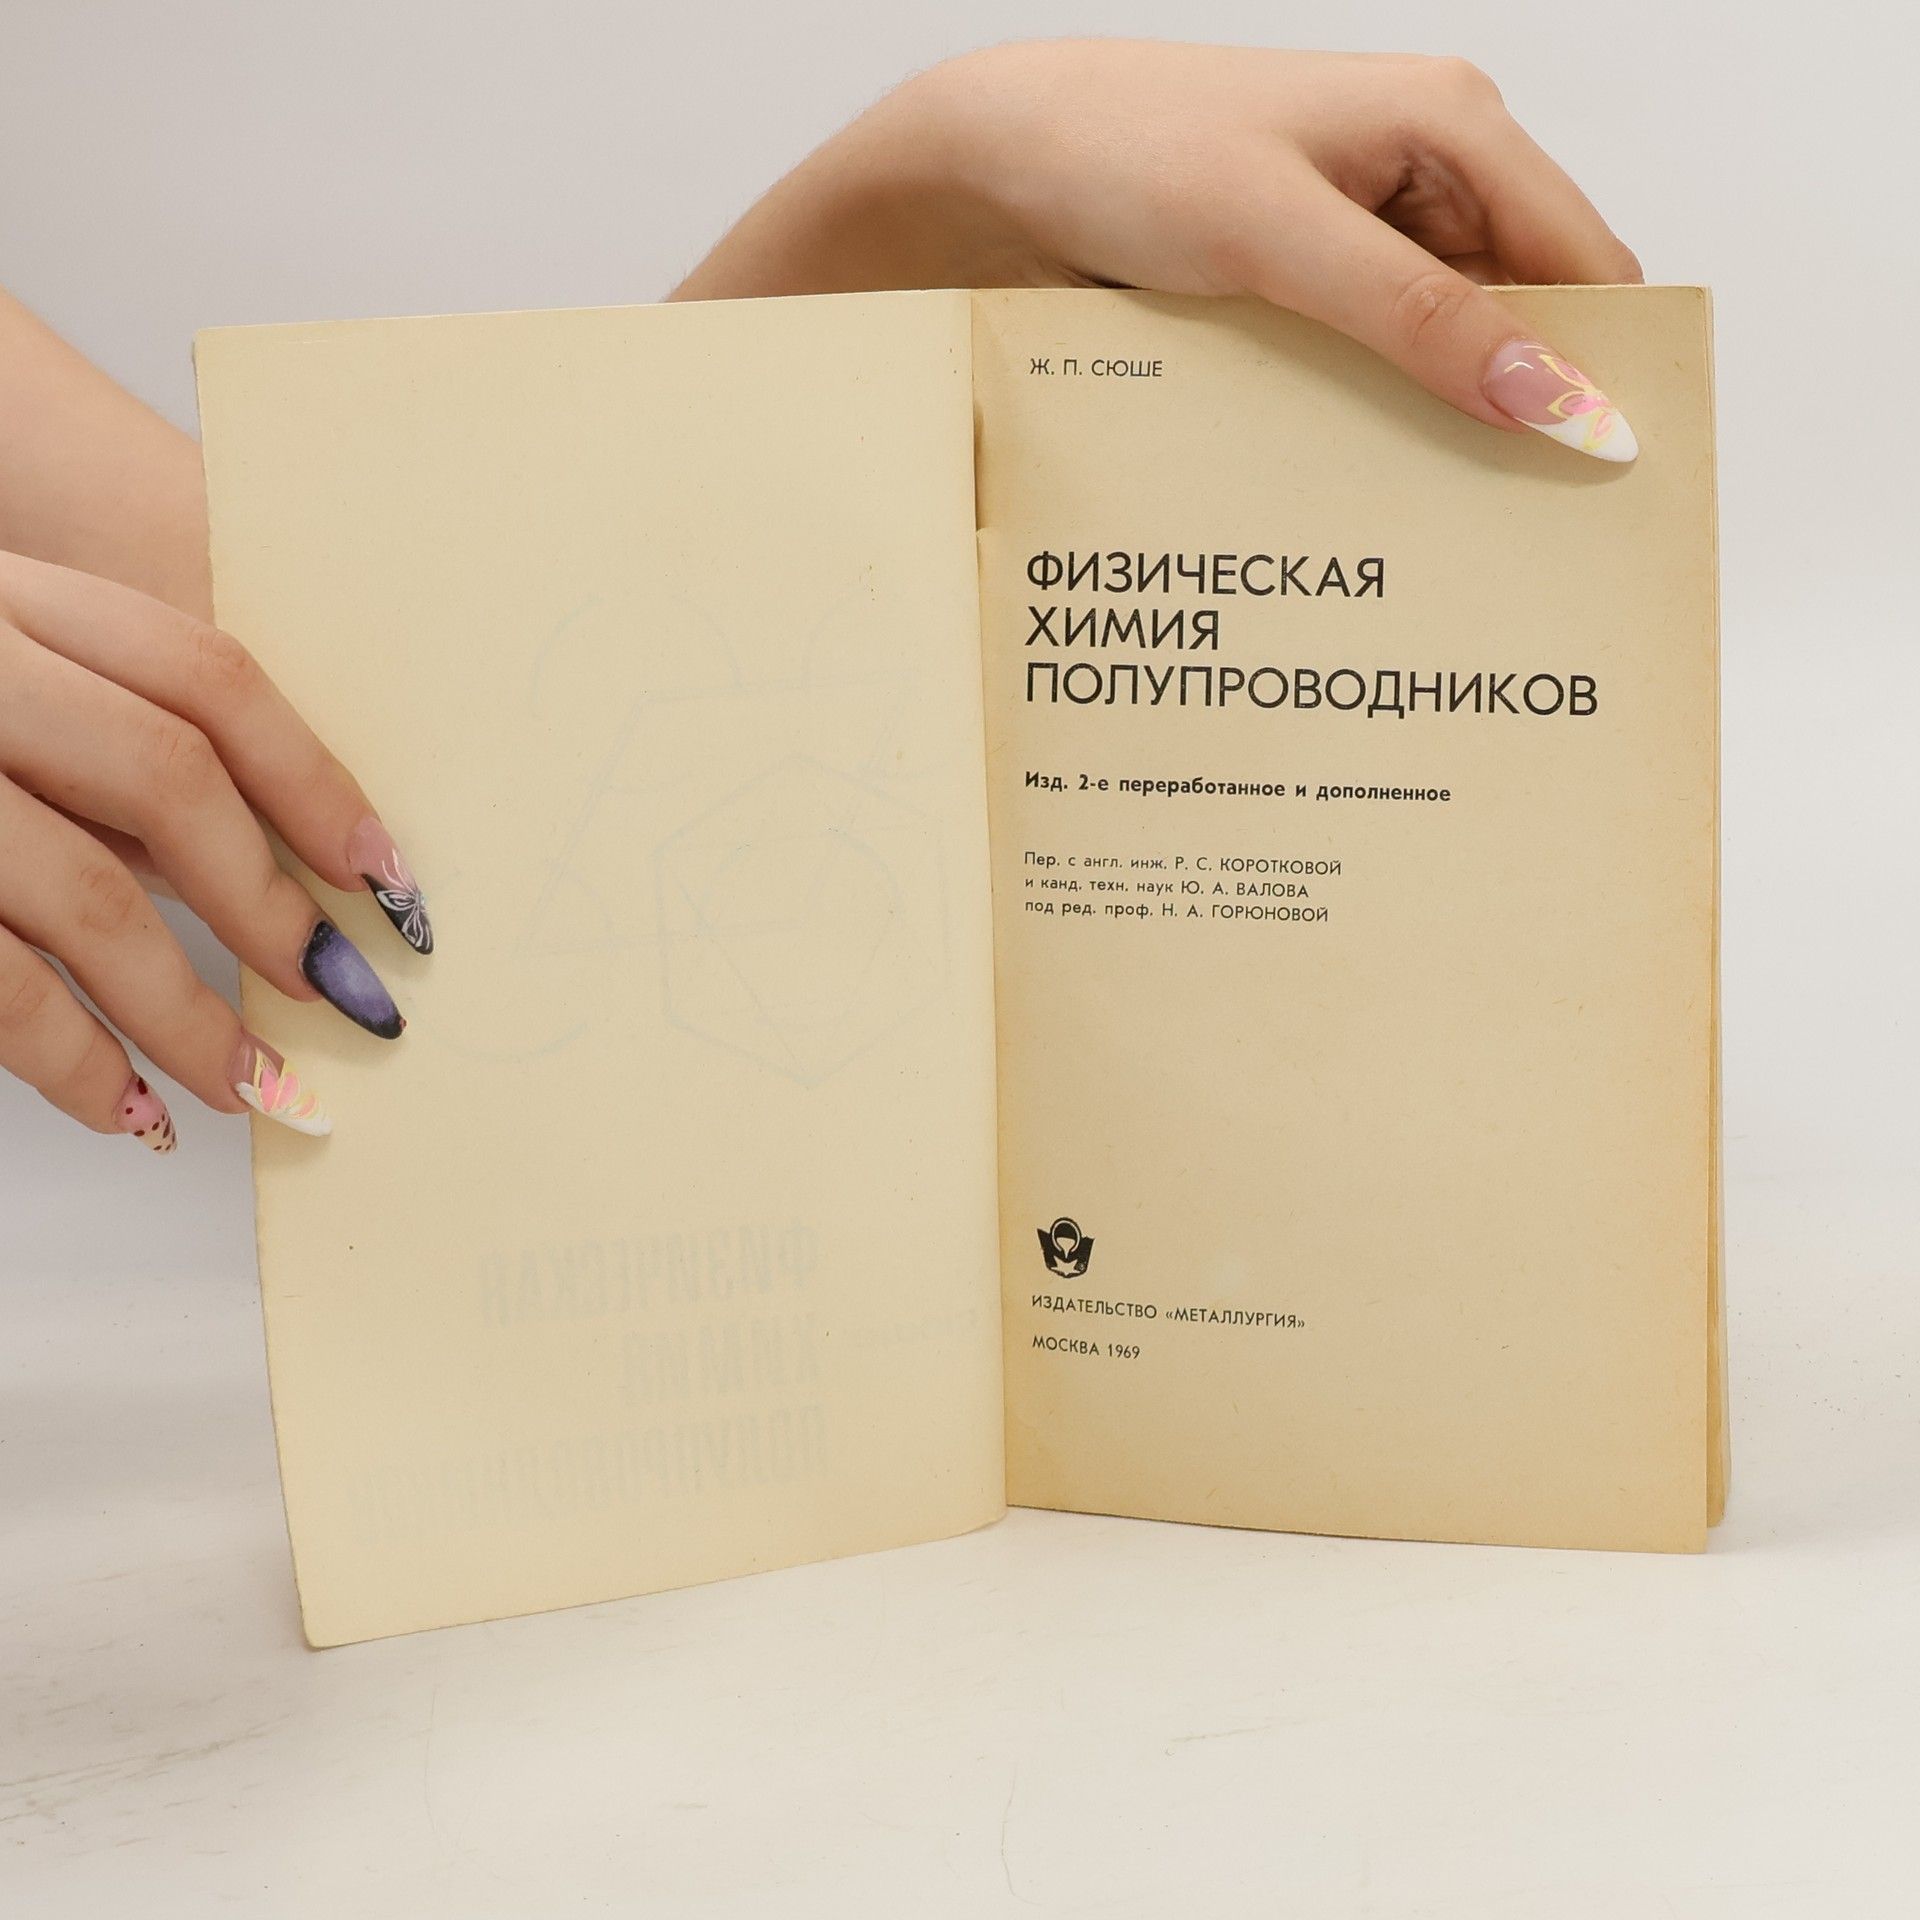 Ж. П. СЮШЕ
ФИЗИЧЕСКАЯ
ХИМИЯ
ПОЛУПРОВОДНИКОВ
Изд. 2-е переработанное и дополненное
Пер. с англ. инж. Р. С. КОРОТКОВОЙ
и канд. техн. наук Ю. А. ВАЛОВА
под ред. проф. Н. А. ГОРЮНОВОЙ
ИЗДАТЕЛЬСТВО «МЕТАЛЛУРГИЯ»
МОСКВА 1969